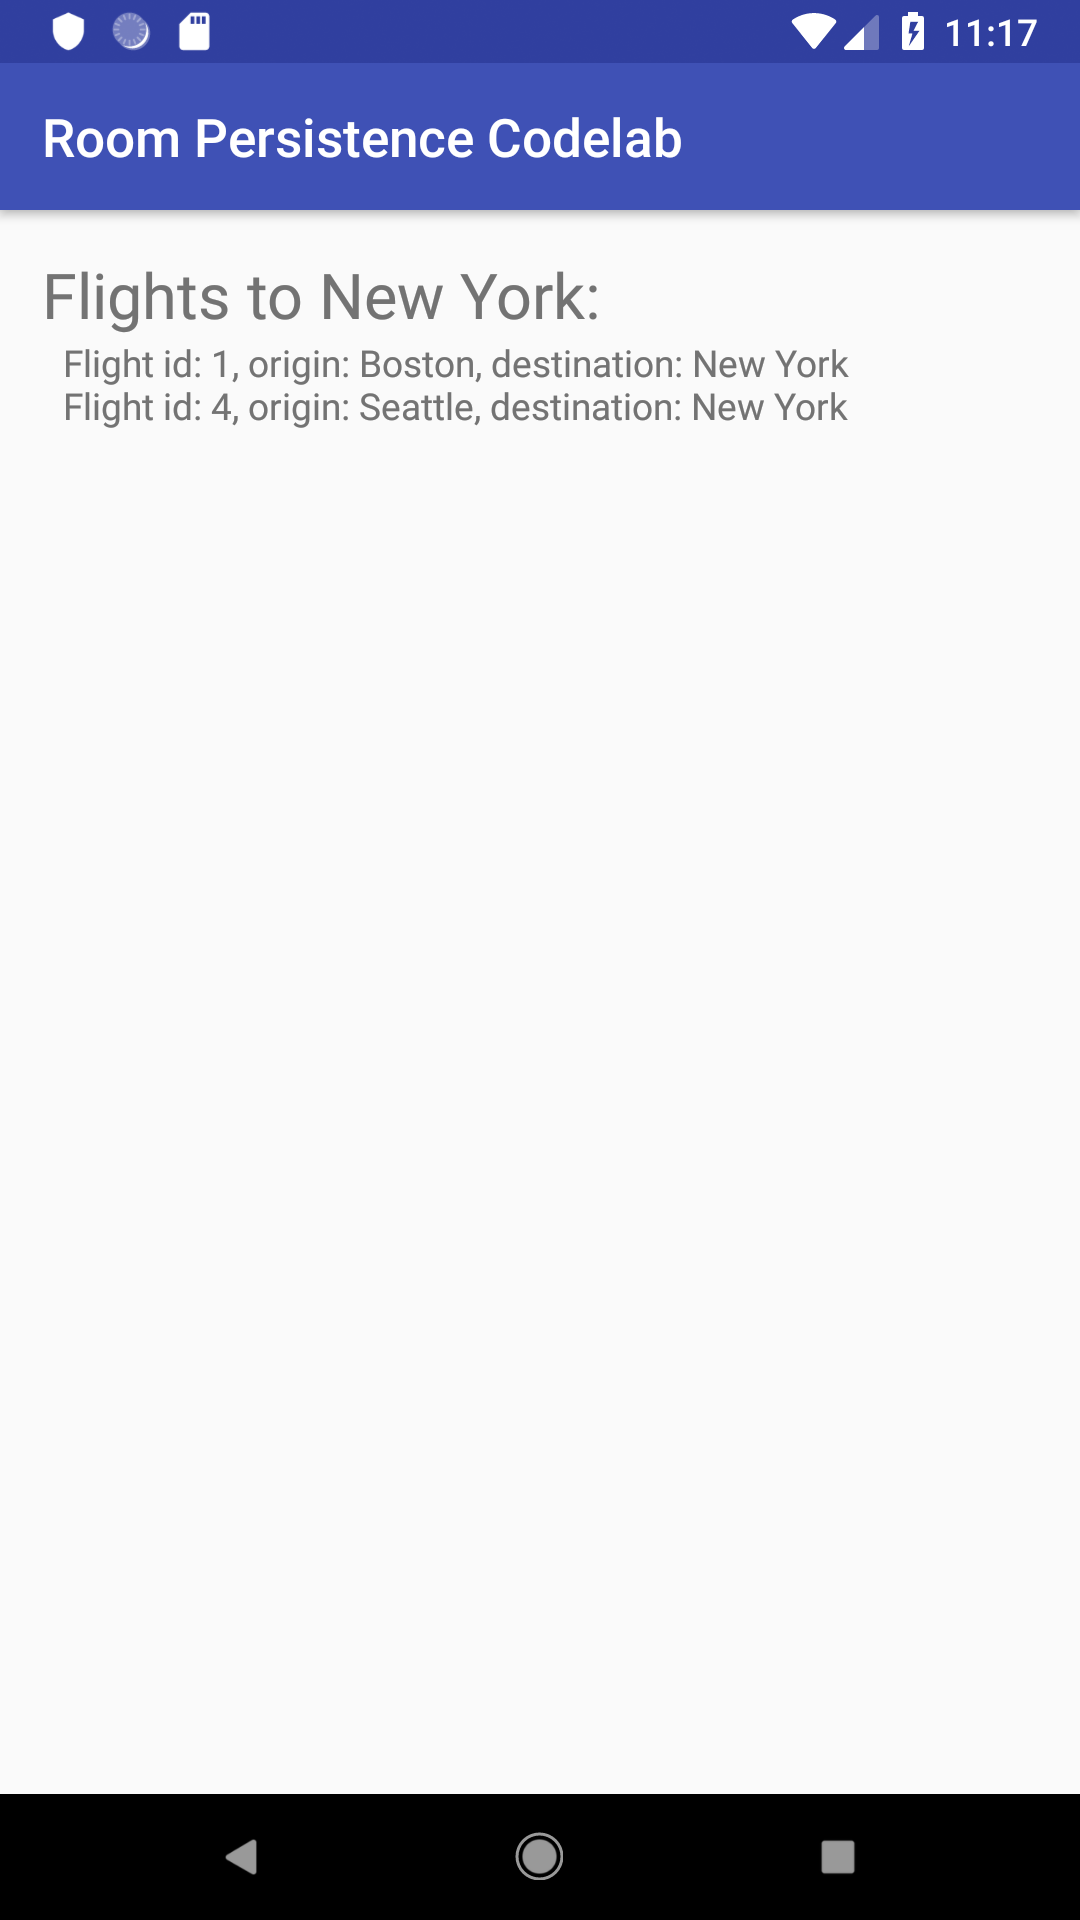 11:17
Room Persistence Codelab
Flights to New York:
Flight id: 1, origin: Boston, destination: New York
Flight id: 4, origin: Seattle, destination: New York